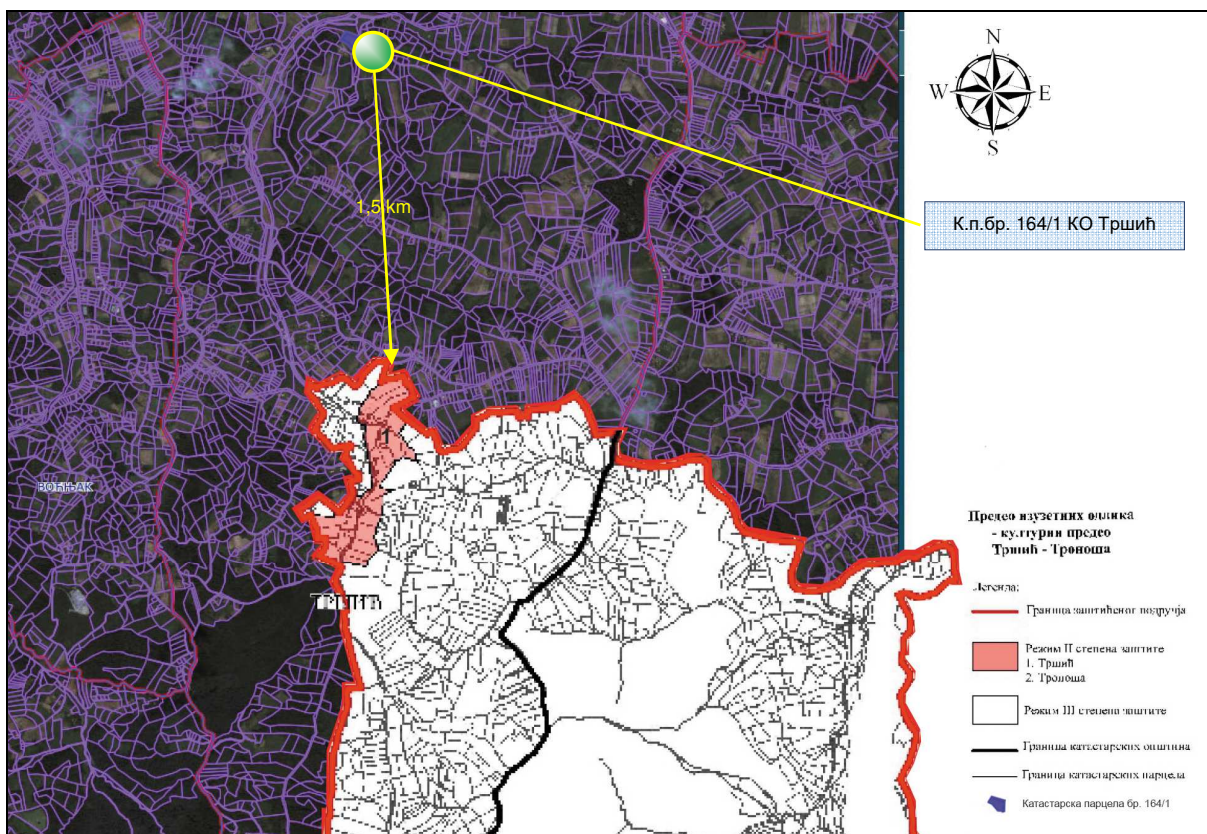 N
W
E
S
1,5 km
К.п.бр. 164/1 КО Тршић
1
ВОЋЊАК
ТРШИЋ
Предео изузетних одлика
- културни предео
Тршић - Троноша
Легенда:
Граница заштићеног подручја
Режим II степена заштите
1. Тршић
2. Троноша
Режим III степена заштите
Граница катастарских општина
Граница катастарских парцела
Катастарска парцела бр. 164/1